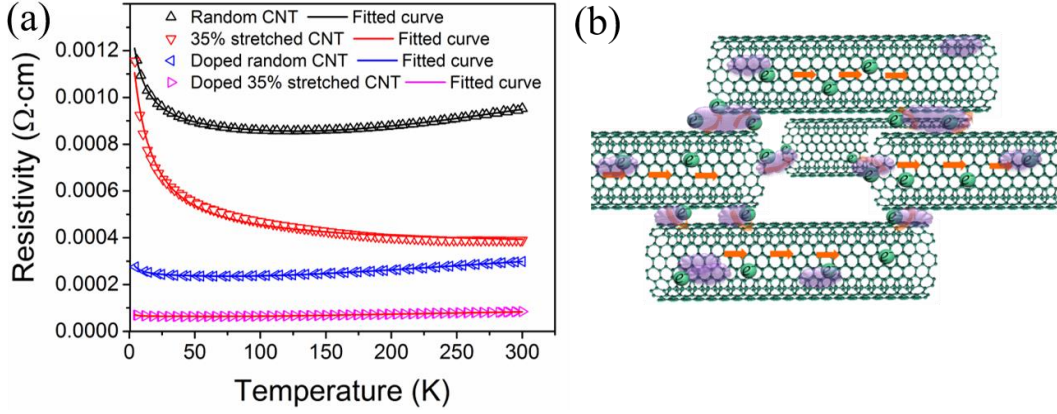 (a)
Random CNT Fitted curve
35% stretched CNT Fitted curve
Doped random CNT Fitted curve
Doped 35% stretched CNT Fitted curve
Resistivity (Ω·cm)
0.0012
0.0010
0.0008
0.0006
0.0004
0.0002
0.0000
0 50 100 150 200 250 300
Temperature (K)
(b)
e e e
e e
e e
e e
e e e e
e e e
e e e
e e